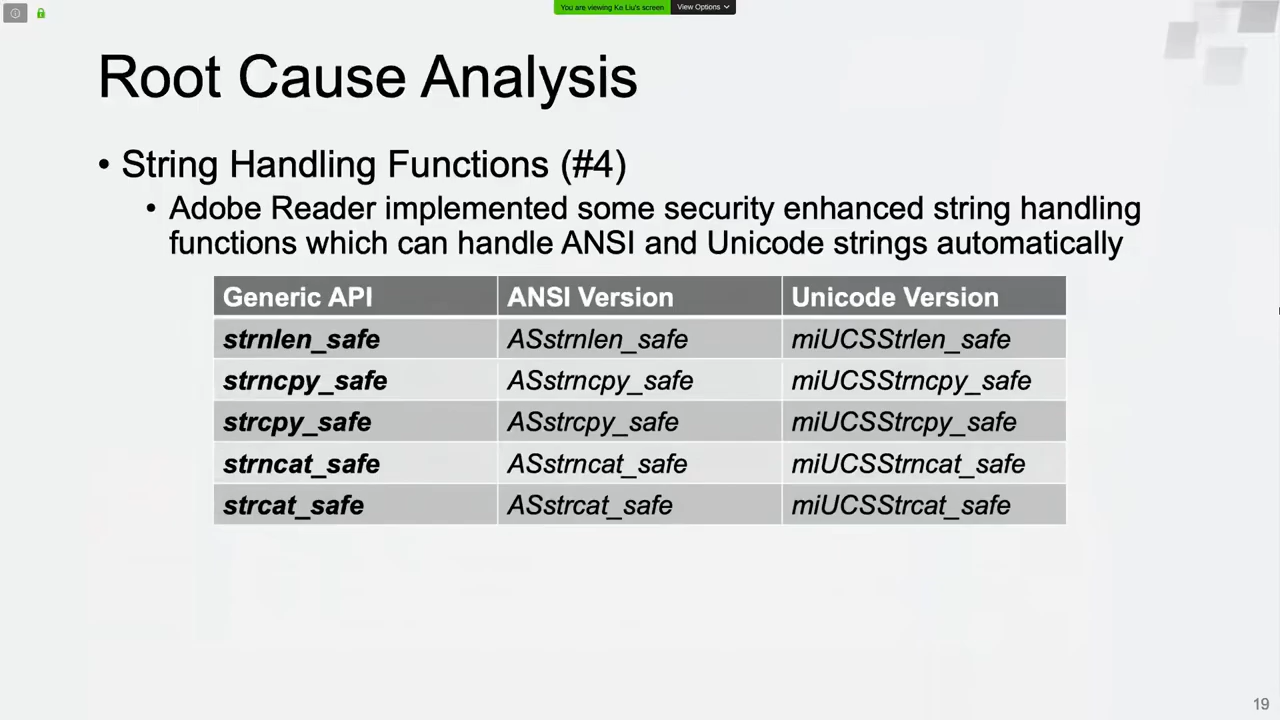 You are viewing Ke Liu's screen View Options
Root Cause Analysis
• String Handling Functions (#4)
• Adobe Reader implemented some security enhanced string handling
functions which can handle ANSI and Unicode strings automatically
Generic API ANSI Version Unicode Version
strnlen_safe ASstrnlen_safe miUCSStrlen_safe
strncpy_safe ASstrncpy_safe miUCSStrncpy_safe
strcpy_safe ASstrcpy_safe miUCSStrcpy_safe
strncat_safe ASstrncat_safe miUCSStrncat_safe
strcat_safe ASstrcat_safe miUCSStrcat_safe
19